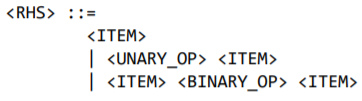 <RHS> ::=
<ITEM>
| <UNARY_OP> <ITEM>
| <ITEM> <BINARY_OP> <ITEM>